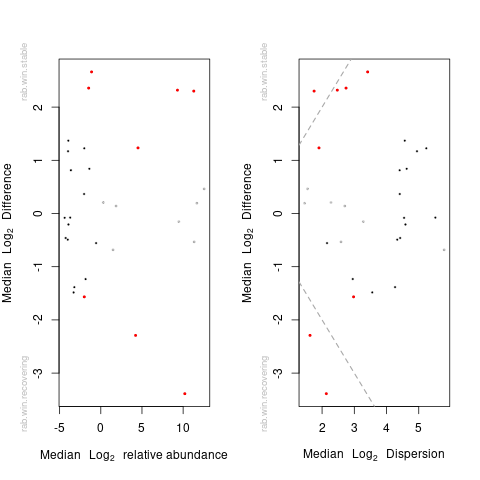 rab.win.stable
rab.win.recovering
Median Log2 Difference
2
1
0
-1
-2
-3
-5
0
5
10
Median Log2 relative abundance
rab.win.stable
rab.win.recovering
Median Log2 Difference
2
1
0
-1
-2
-3
2
3
4
5
Median Log2 Dispersion